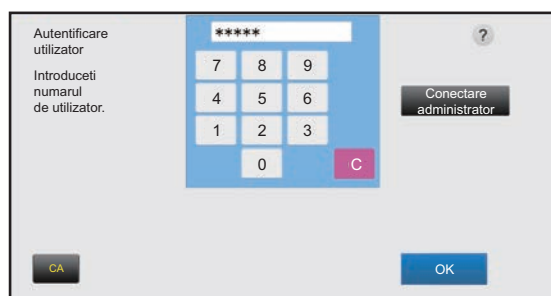 Autentificare
utilizator
Introduceti
numarul
de utilizator.
*****
?
7 8 9
4 5 6
1 2 3
0 C
Conectare
administrator
CA
OK